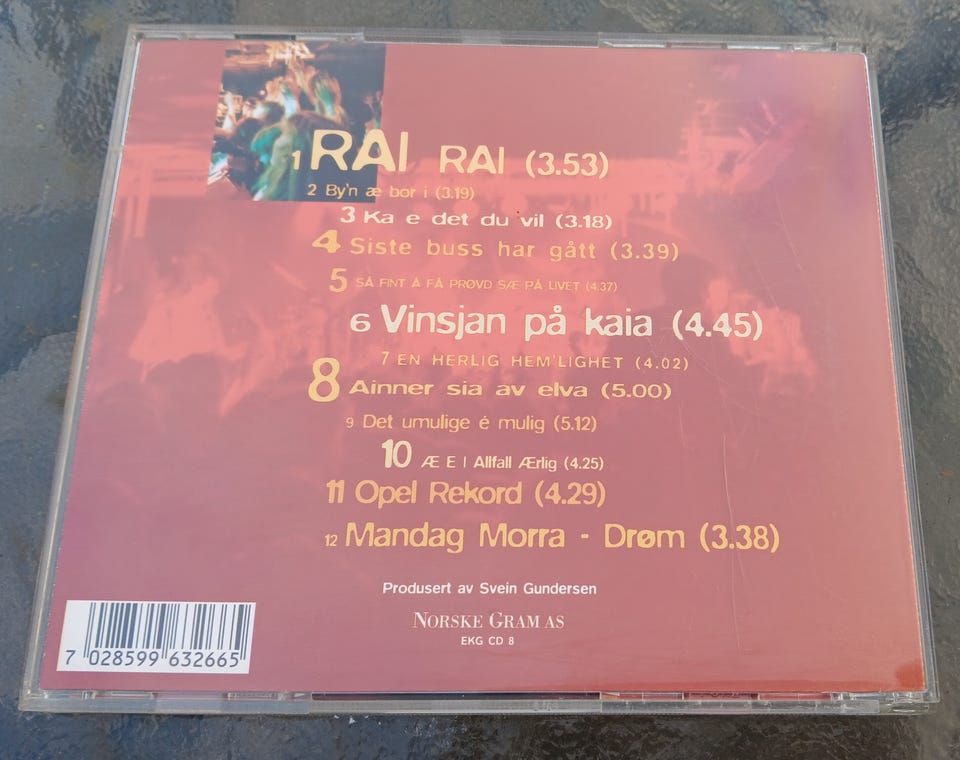 1 RAI RAI (3.53)
2 By'n æ bor i (3.19)
3 Ka e det du vil (3.18)
4 Siste buss har gått (3.39)
5 SÅ FINT Å FÅ PRØVD SÆ PÅ LIVET (4.37)
6 Vinsjan på kaia (4.45)
7 EN HERLIG HEM'LIGHET (4.02)
8 Ainner sia av elva (5.00)
9 Det umulige é mulig (5.12)
10 Æ E I Allfall Ærlig (4.25)
11 Opel Rekord (4.29)
12 Mandag Morra - Drøm (3.38)
Produsert av Svein Gundersen
NORSKE GRAM AS
EKG CD 8
7 028599 632665